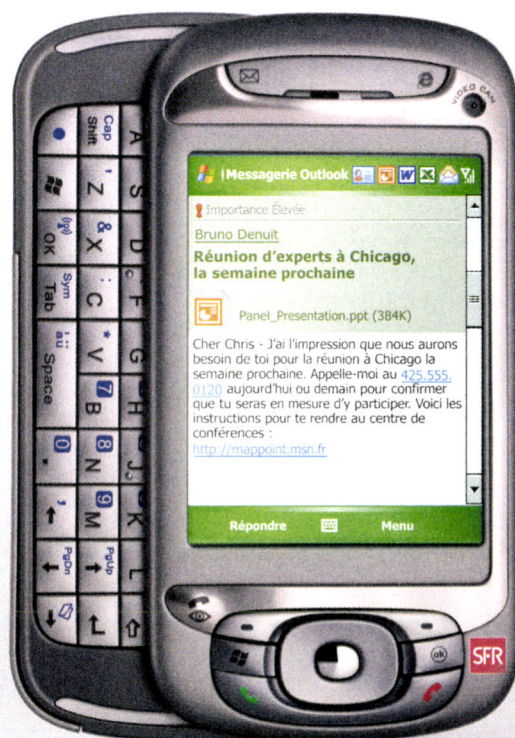 VIDEO CAM
Messagerie Outlook
Importance Élevée
Bruno Denuit
Réunion d'experts à Chicago,
la semaine prochaine
Panel_Presentation.ppt (384K)
Cher Chris - J'ai l'impression que nous aurons
besoin de toi pour la réunion à Chicago la
semaine prochaine. Appelle-moi au 425.555.
0120 aujourd'hui ou demain pour confirmer
que tu seras en mesure d'y participer. Voici les
instructions pour te rendre au centre de
conférences :
http://mappoint.msn.fr
Répondre Menu
ok
SFR
A S D F G H J K L
Cap Shift Z & X : C * V 7 B 8 N 9 M PgUp
OK Sym Tab Space 0 . PgDn